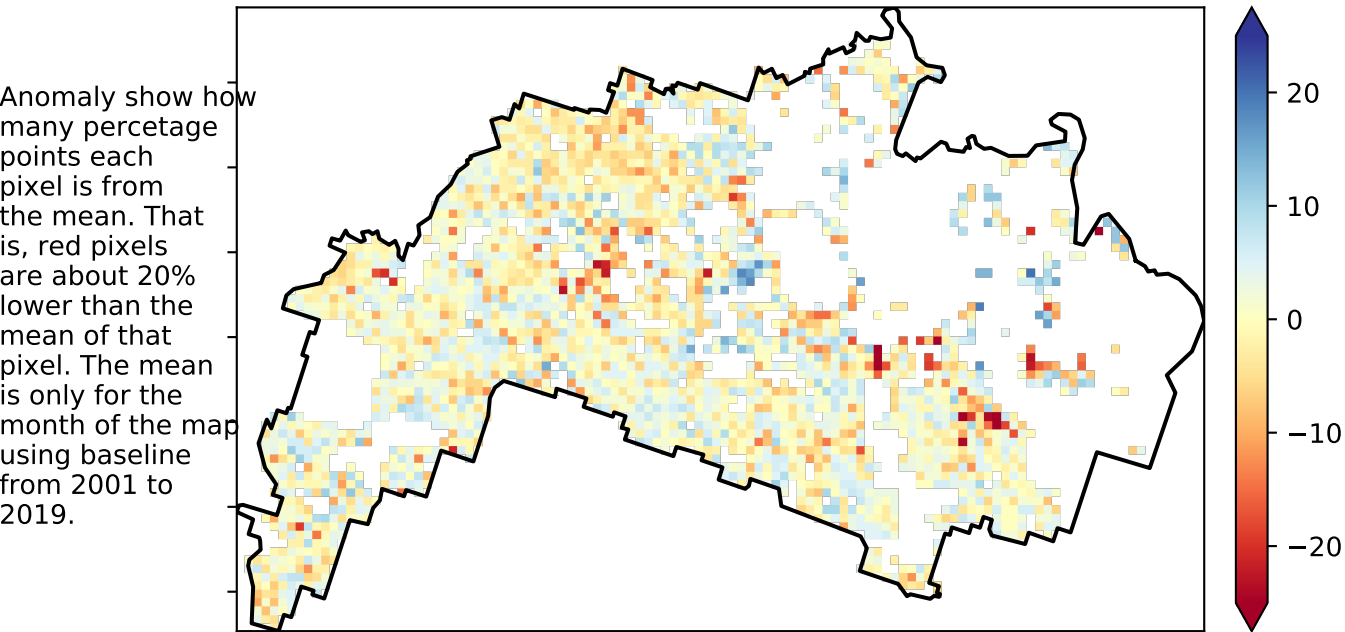 Anomaly show how
many percetage
points each
pixel is from
the mean. That
is, red pixels
are about 20%
lower than the
mean of that
pixel. The mean
is only for the
month of the map
using baseline
from 2001 to
2019.
20
10
0
−10
−20